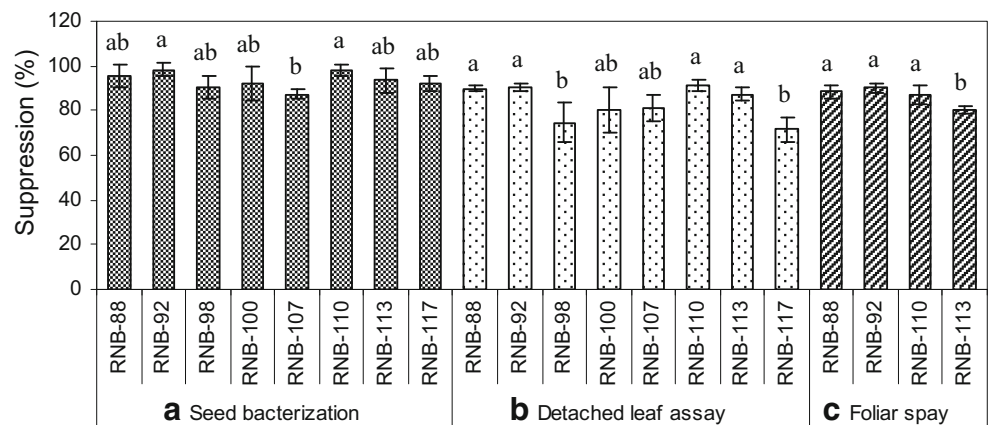 120
100
80
60
40
20
0
Suppression (%)
ab a ab ab b a ab ab a a b ab ab a a b a a a b
RNB-88 RNB-92 RNB-98 RNB-100 RNB-107 RNB-110 RNB-113 RNB-117 RNB-88 RNB-92 RNB-98 RNB-100 RNB-107 RNB-110 RNB-113 RNB-117 RNB-88 RNB-92 RNB-110 RNB-113
a Seed bacterization b Detached leaf assay c Foliar spay